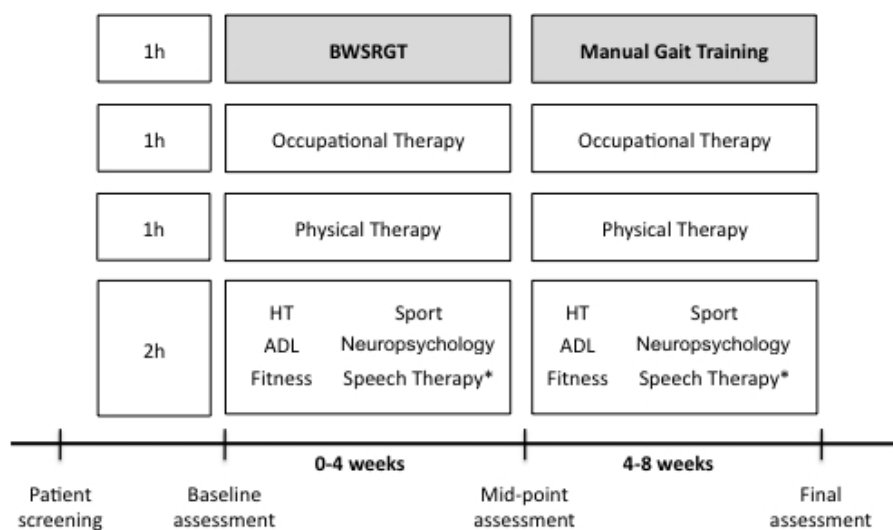 1h
BWSRGT
Manual Gait Training
1h
Occupational Therapy
Occupational Therapy
1h
Physical Therapy
Physical Therapy
2h
HT Sport
ADL Neuropsychology
Fitness Speech Therapy*
HT Sport
ADL Neuropsychology
Fitness Speech Therapy*
0-4 weeks
4-8 weeks
Patient
screening
Baseline
assessment
Mid-point
assessment
Final
assessment